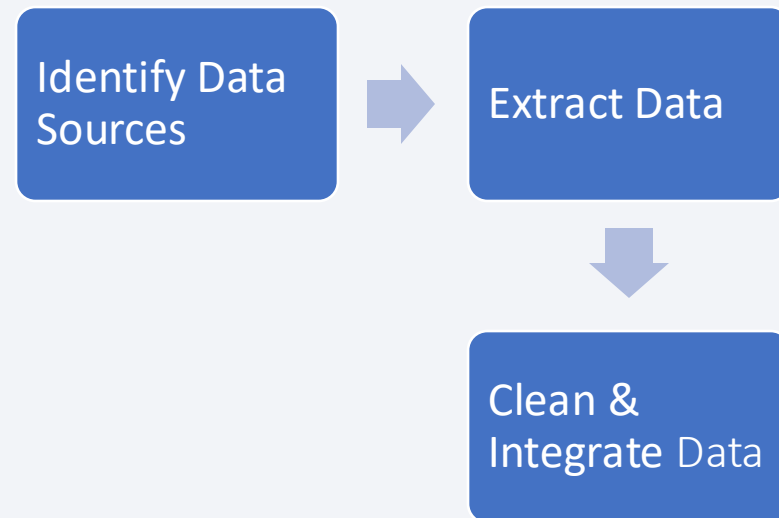 Identify Data
Sources
Extract Data
Clean &
Integrate Data